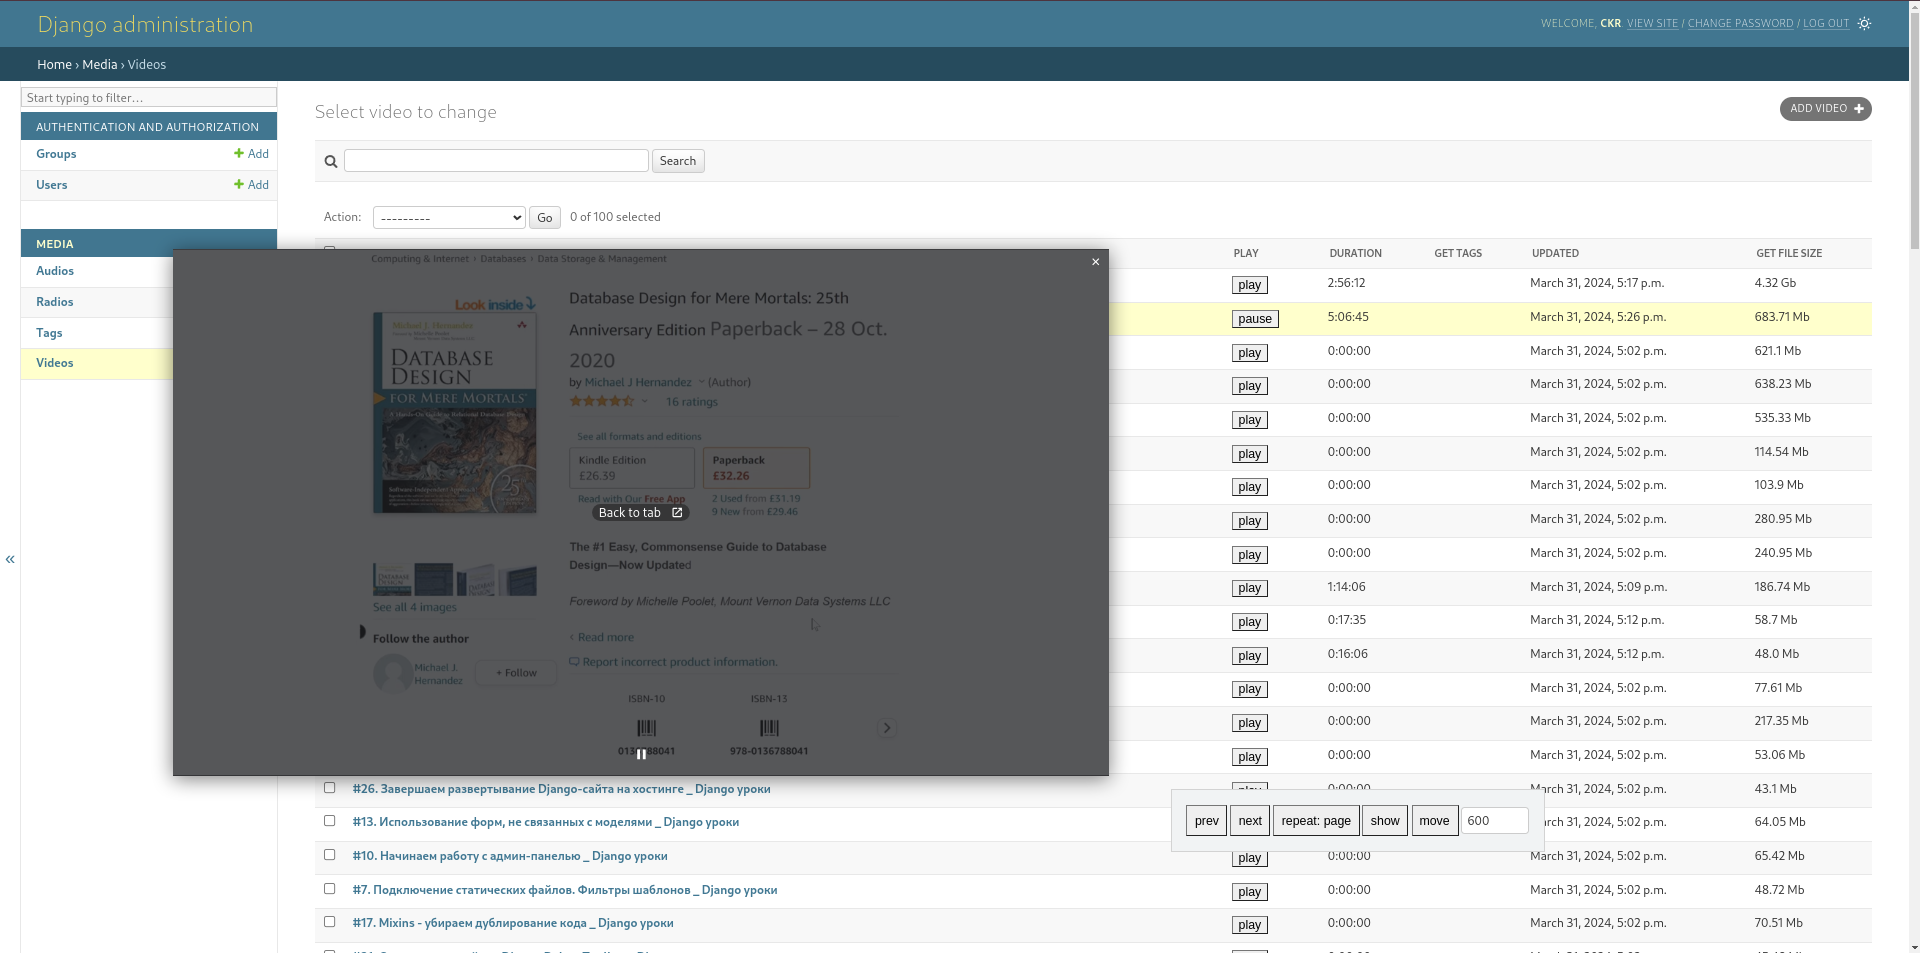 Django administration
WELCOME, CKR VIEW SITE / CHANGE PASSWORD / LOG OUT
Home › Media › Videos
Start typing to filter…
AUTHENTICATION AND AUTHORIZATION
Groups + Add
Users + Add
MEDIA
Audios
Radios
Tags
Videos
«
Select video to change
ADD VIDEO +
Search
Action: --------- Go 0 of 100 selected
PLAY DURATION GET TAGS UPDATED GET FILE SIZE
play 2:56:12 March 31, 2024, 5:17 p.m. 4.32 Gb
pause 5:06:45 March 31, 2024, 5:26 p.m. 683.71 Mb
play 0:00:00 March 31, 2024, 5:02 p.m. 621.1 Mb
play 0:00:00 March 31, 2024, 5:02 p.m. 638.23 Mb
play 0:00:00 March 31, 2024, 5:02 p.m. 535.33 Mb
play 0:00:00 March 31, 2024, 5:02 p.m. 114.54 Mb
play 0:00:00 March 31, 2024, 5:02 p.m. 103.9 Mb
play 0:00:00 March 31, 2024, 5:02 p.m. 280.95 Mb
play 0:00:00 March 31, 2024, 5:02 p.m. 240.95 Mb
play 1:14:06 March 31, 2024, 5:09 p.m. 186.74 Mb
play 0:17:35 March 31, 2024, 5:12 p.m. 58.7 Mb
play 0:16:06 March 31, 2024, 5:12 p.m. 48.0 Mb
play 0:00:00 March 31, 2024, 5:02 p.m. 77.61 Mb
play 0:00:00 March 31, 2024, 5:02 p.m. 217.35 Mb
play 0:00:00 March 31, 2024, 5:02 p.m. 53.06 Mb
Computing & Internet › Databases › Data Storage & Management
×
Look inside
Michael J. Hernandez
DATABASE
DESIGN
FOR MERE MORTALS
25
Database Design for Mere Mortals: 25th
Anniversary Edition Paperback – 28 Oct.
2020
by Michael J Hernandez (Author)
16 ratings
See all formats and editions
Kindle Edition
£26.39
Paperback
£32.26
Read with Our Free App
2 Used from £31.19
9 New from £29.46
Back to tab
The #1 Easy, Commonsense Guide to Database
Design—Now Updated
Foreword by Michelle Poolet, Mount Vernon Data Systems LLC
See all 4 images
Read more
Follow the author
Report incorrect product information.
Michael J.
Hernandez
+ Follow
ISBN-10 ISBN-13
978-0136788041
#26. Завершаем развертывание Django-сайта на хостинге _ Django уроки 43.1 Mb
#13. Использование форм, не связанных с моделями _ Django уроки 64.05 Mb
prev next repeat: page show move 600
#10. Начинаем работу с админ-панелью _ Django уроки play 0:00:00 March 31, 2024, 5:02 p.m. 65.42 Mb
#7. Подключение статических файлов. Фильтры шаблонов _ Django уроки play 0:00:00 March 31, 2024, 5:02 p.m. 48.72 Mb
#17. Mixins - убираем дублирование кода _ Django уроки play 0:00:00 March 31, 2024, 5:02 p.m. 70.51 Mb